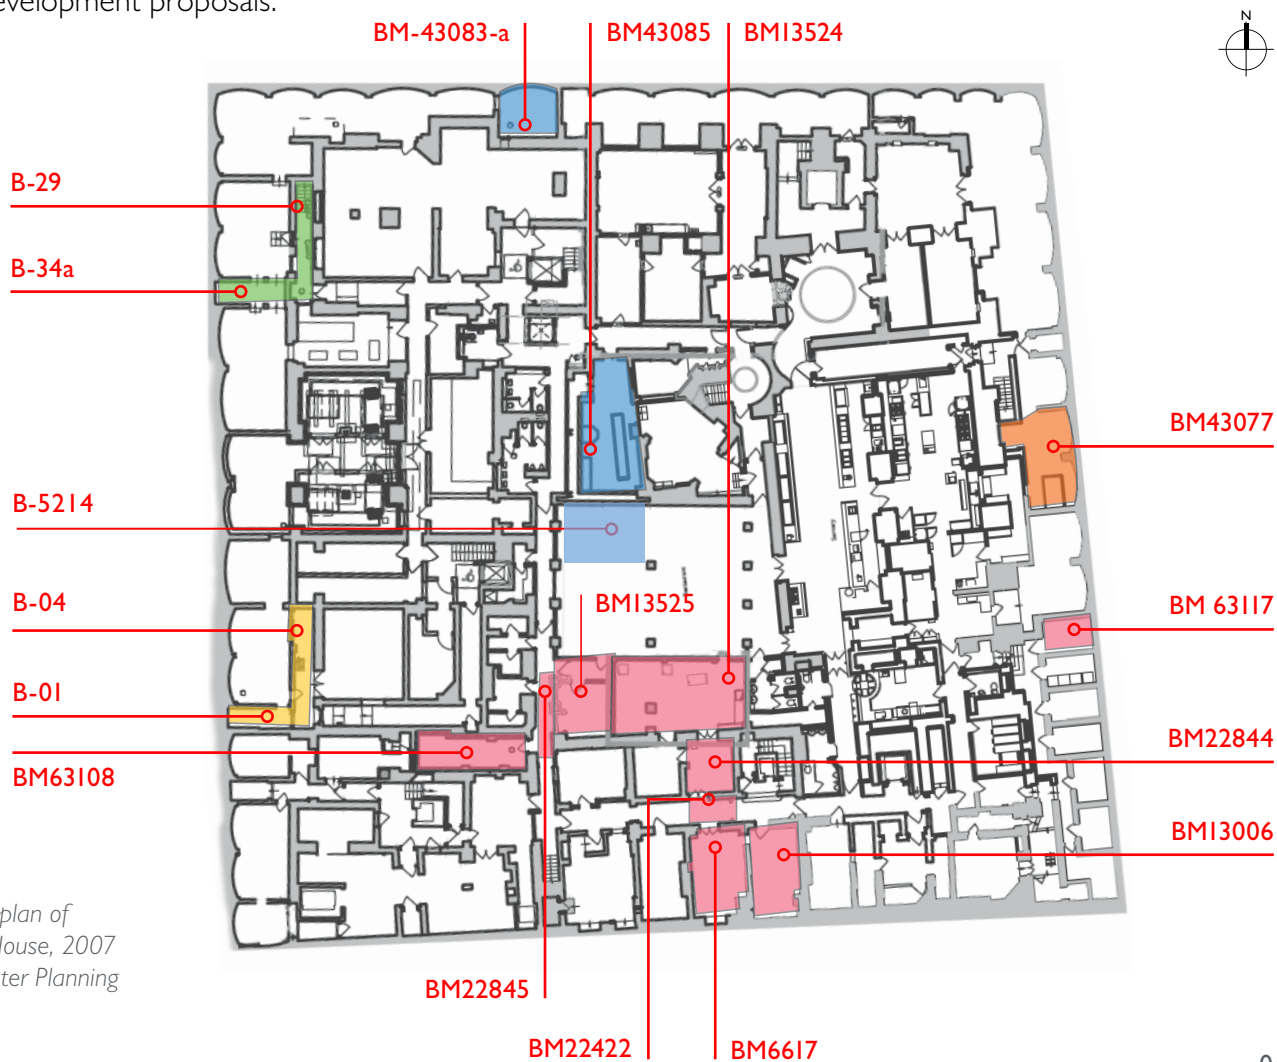 evelopment proposals.
BM-43083-a
BM43085
BM13524
N
B-29
B-34a
BM43077
B-5214
B-04
BM13525
BM 63117
B-01
BM22844
BM63108
BM13006
plan of
House, 2007
ter Planning
BM22845
BM22422
BM6617